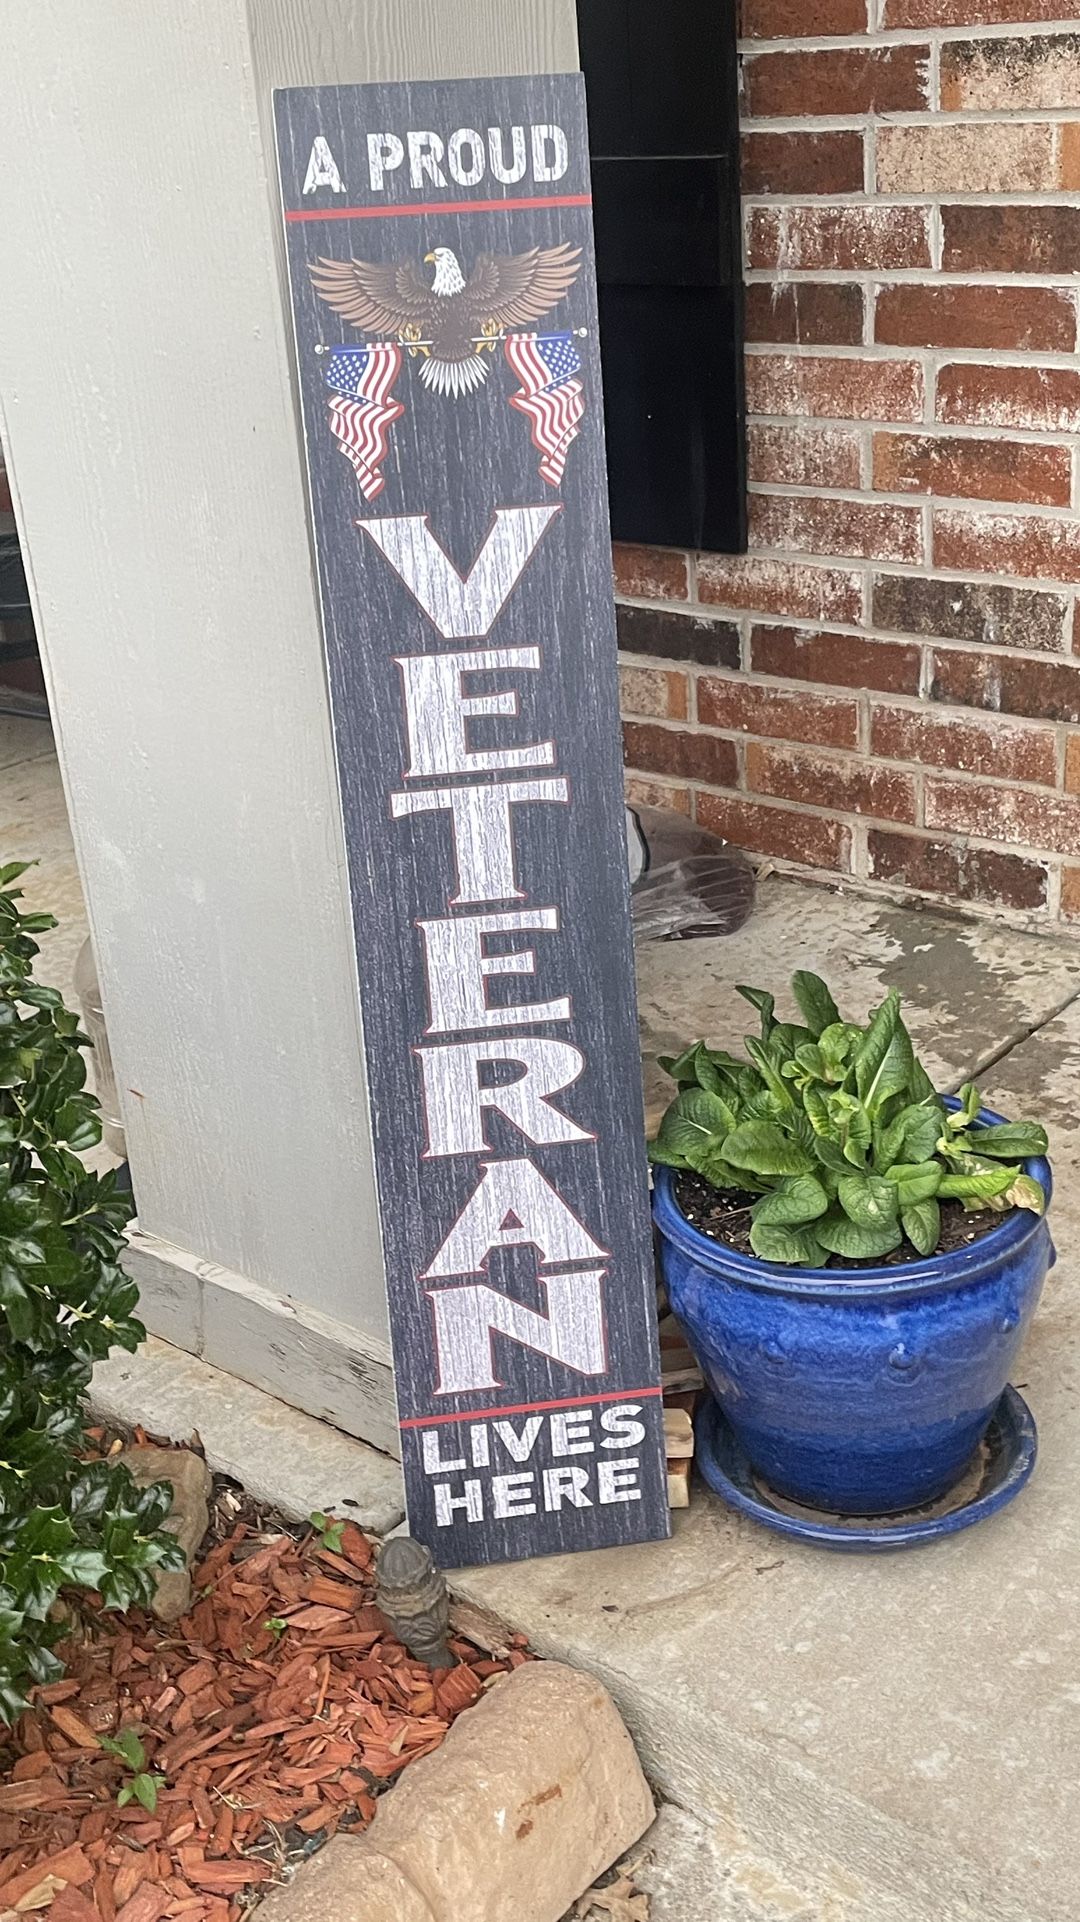 A PROUD
VETERAN
LIVES
HERE